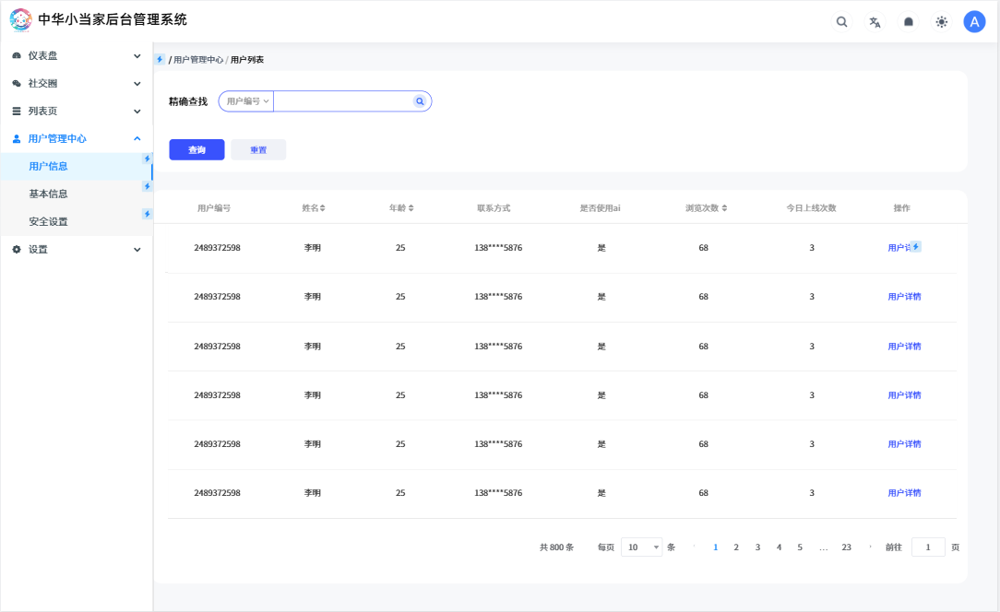 中华小当家后台管理系统
A
仪表盘
社交圈
列表页
用户管理中心
用户信息
基本信息
安全设置
设置
/ 用户管理中心 / 用户列表
精确查找 用户编号
查询 重置
用户编号 姓名 年龄 联系方式 是否使用ai 浏览次数 今日上线次数 操作
2489372598 李明 25 138****5876 是 68 3 用户详
2489372598 李明 25 138****5876 是 68 3 用户详情
2489372598 李明 25 138****5876 是 68 3 用户详情
2489372598 李明 25 138****5876 是 68 3 用户详情
2489372598 李明 25 138****5876 是 68 3 用户详情
2489372598 李明 25 138****5876 是 68 3 用户详情
共 800 条 每页 10 条 1 2 3 4 5 ... 23 前往 1 页